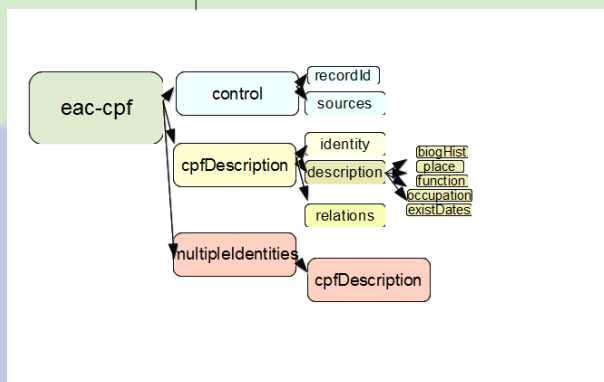 eac-cpf
control
recordId
sources
cpfDescription
identity
description
relations
biogHist
place
function
occupation
existDates
multipleIdentities
cpfDescription